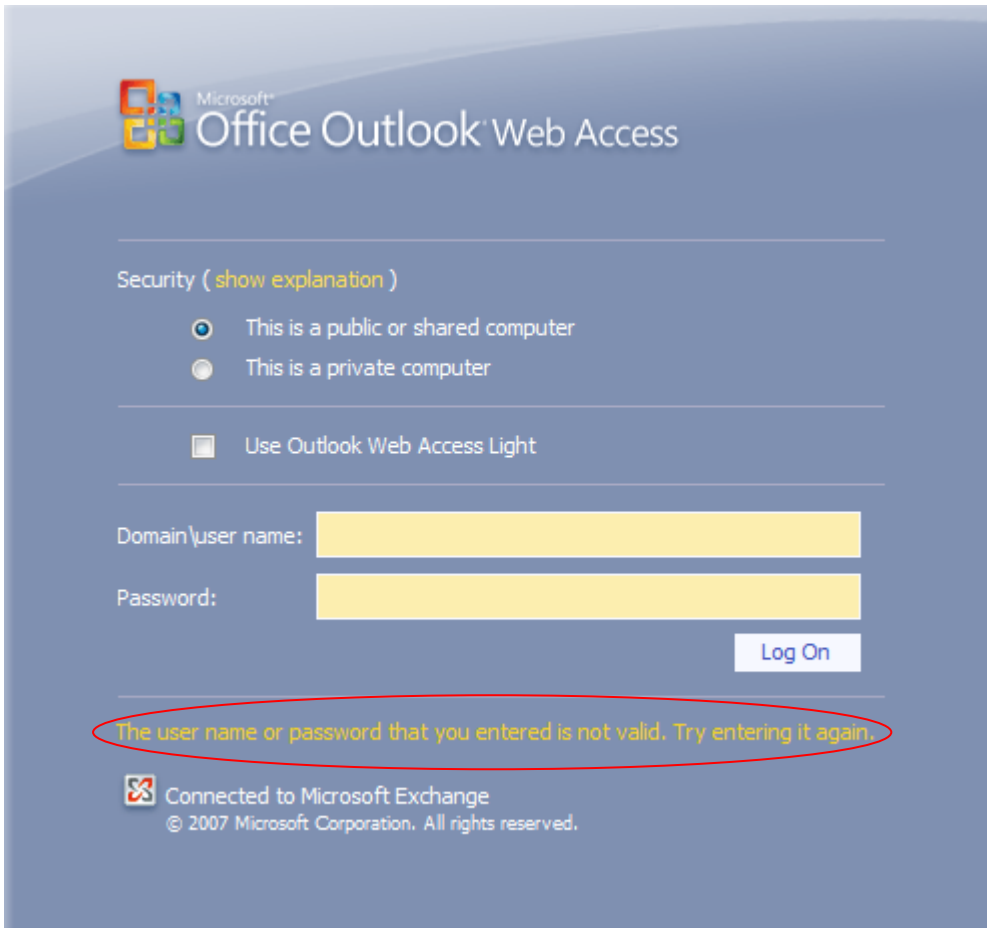 Microsoft®
Office Outlook® Web Access
Security ( show explanation )
This is a public or shared computer
This is a private computer
Use Outlook Web Access Light
Domain\user name:
Password:
Log On
The user name or password that you entered is not valid. Try entering it again.
Connected to Microsoft Exchange
© 2007 Microsoft Corporation. All rights reserved.